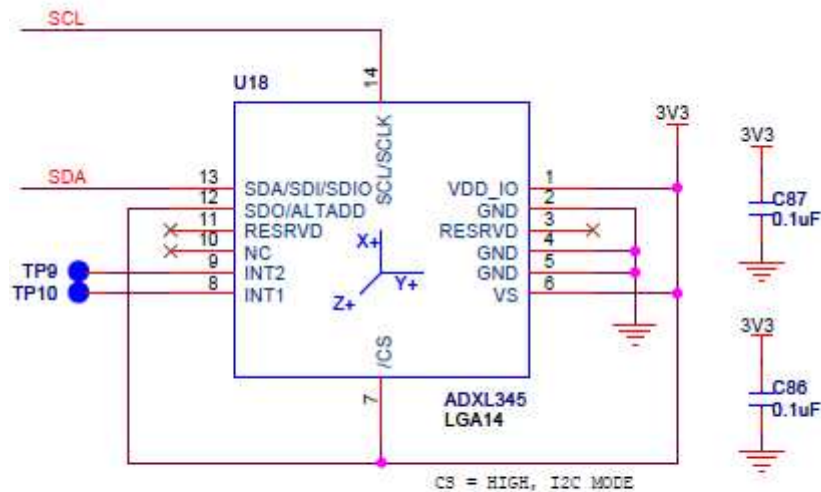 SCL
14
U18
3V3
3V3
SCL/SCLK
C87
0.1uF
SDA
13
SDA/SDI/SDIO
VDD_IO
1
12
SDO/ALTADD
GND
2
11
RESRVD
RESRVD
3
10
NC
X+
GND
4
TP9
9
INT2
GND
5
TP10
8
INT1
Y+
VS
6
Z+
3V3
/CS
C86
0.1uF
7
ADXL345
LGA14
CS = HIGH, I2C MODE